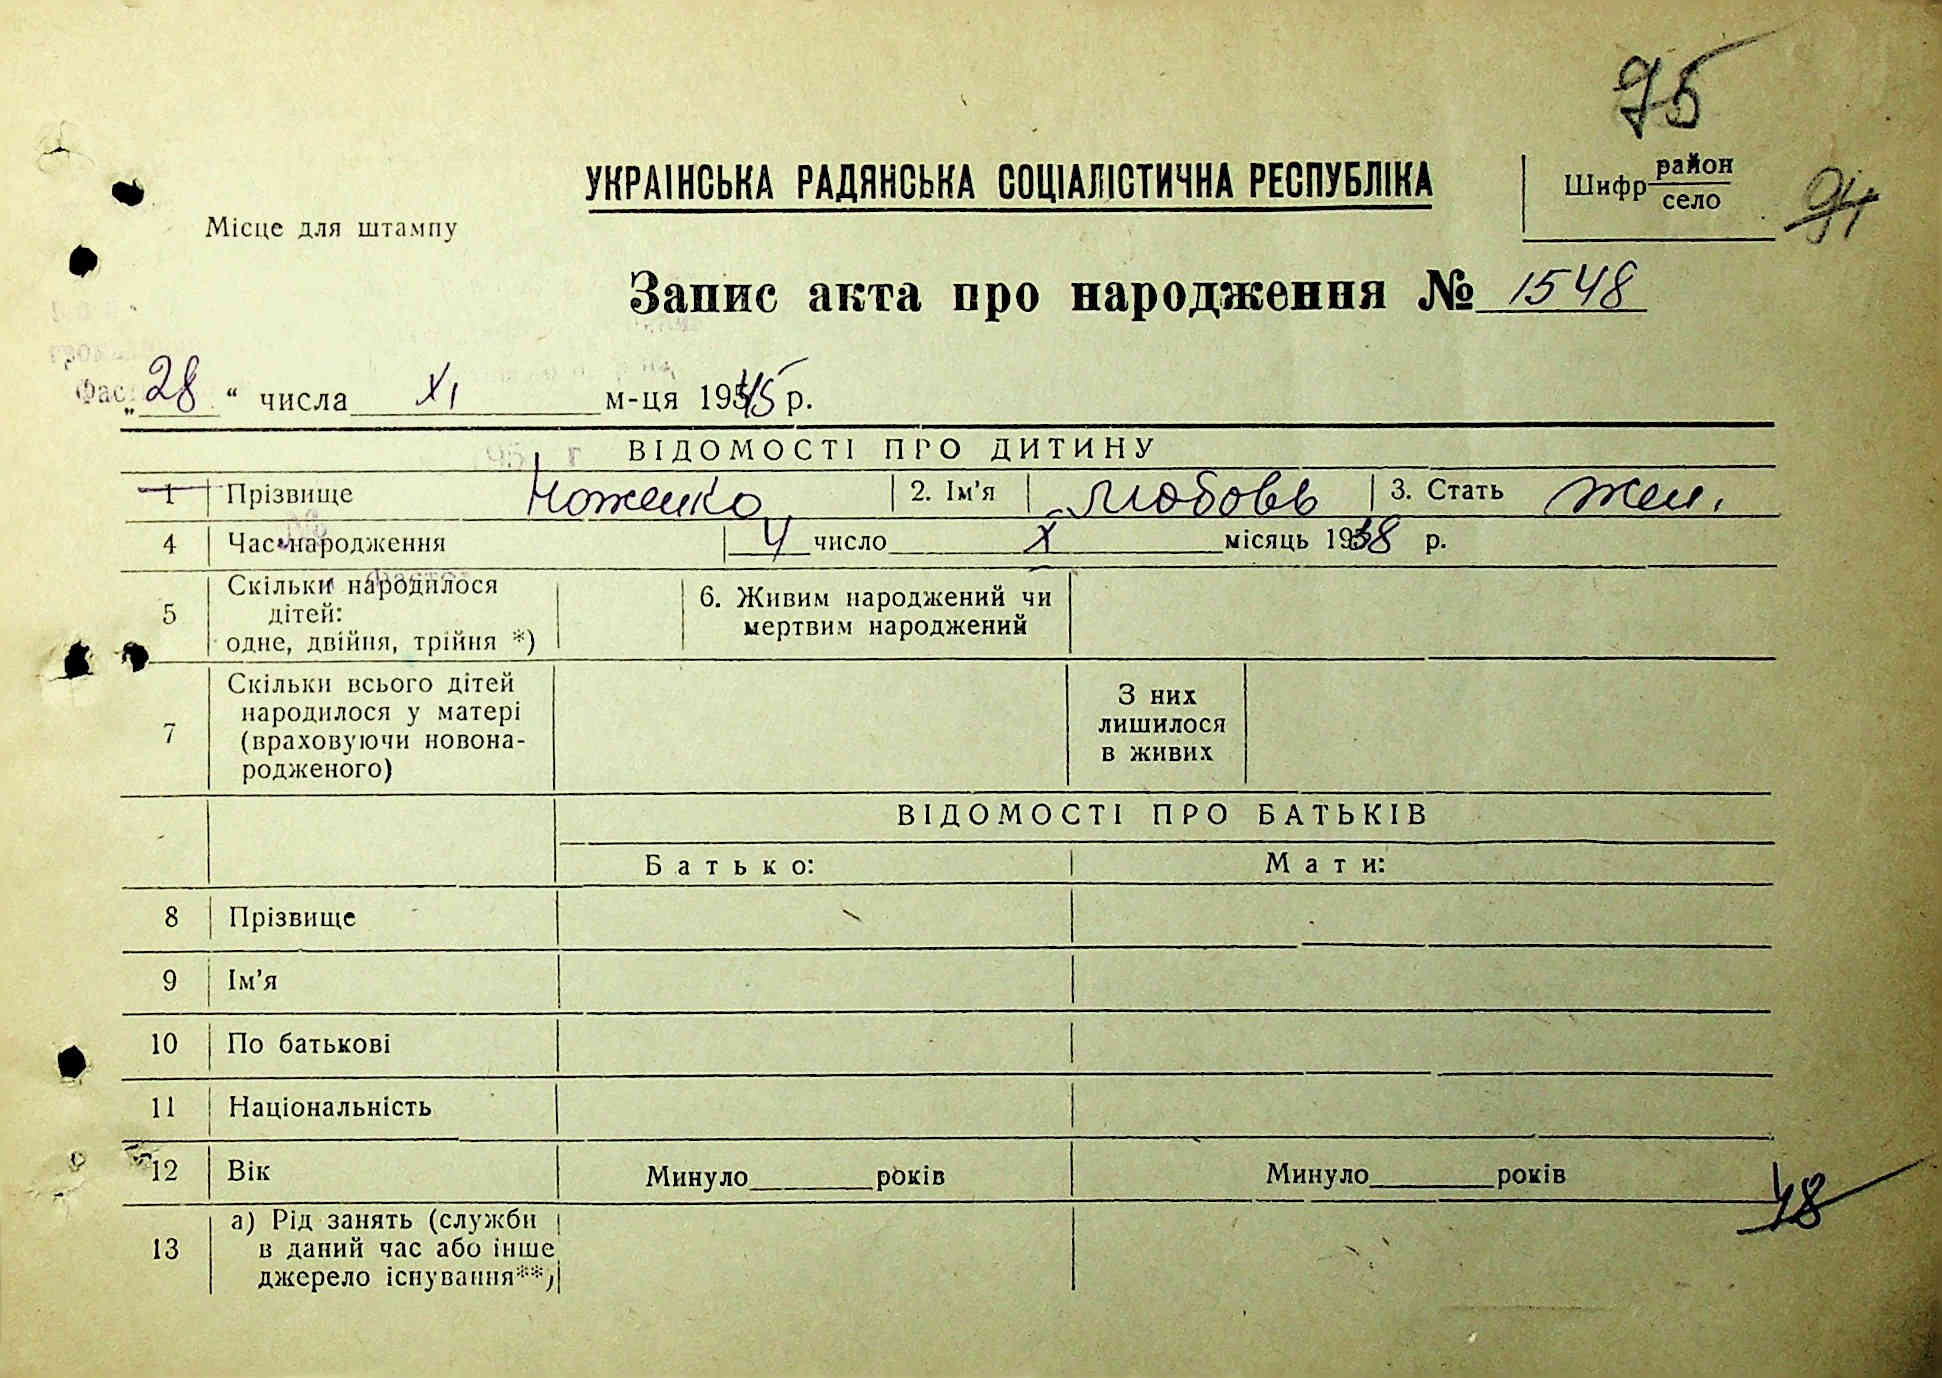 75
УКРАЇНСЬКА РАДЯНСЬКА СОЦІАЛІСТИЧНА РЕСПУБЛІКА
Шифр район
село
Місце для штампу
Запис акта про народження № 1548
„28“ числа XI м-ця 1945 р.
ВІДОМОСТІ ПРО ДИТИНУ
1 Прізвище Ноженко 2. Ім’я Любовь 3. Стать жен.
4 Час народження 4 число X місяць 1938 р.
5 Скільки народилося дітей: одне, двійня, трійня *) 6. Живим народжений чи мертвим народжений
7 Скільки всього дітей народилося у матері (враховуючи новона-родженого) З них лишилося в живих
ВІДОМОСТІ ПРО БАТЬКІВ
Батько: Мати:
8 Прізвище
9 Ім’я
10 По батькові
11 Національність
12 Вік Минуло років Минуло років
48
13 а) Рід занять (служби в даний час або інше джерело існування**)